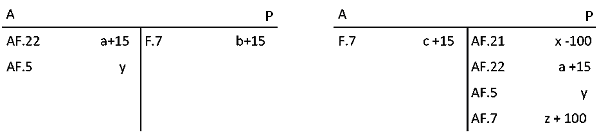 A P
AF.22 a+15 F.7 b+15
AF.5 y
A P
F.7 c +15 AF.21 x -100
AF.22 a +15
AF.5 y
AF.7 z + 100